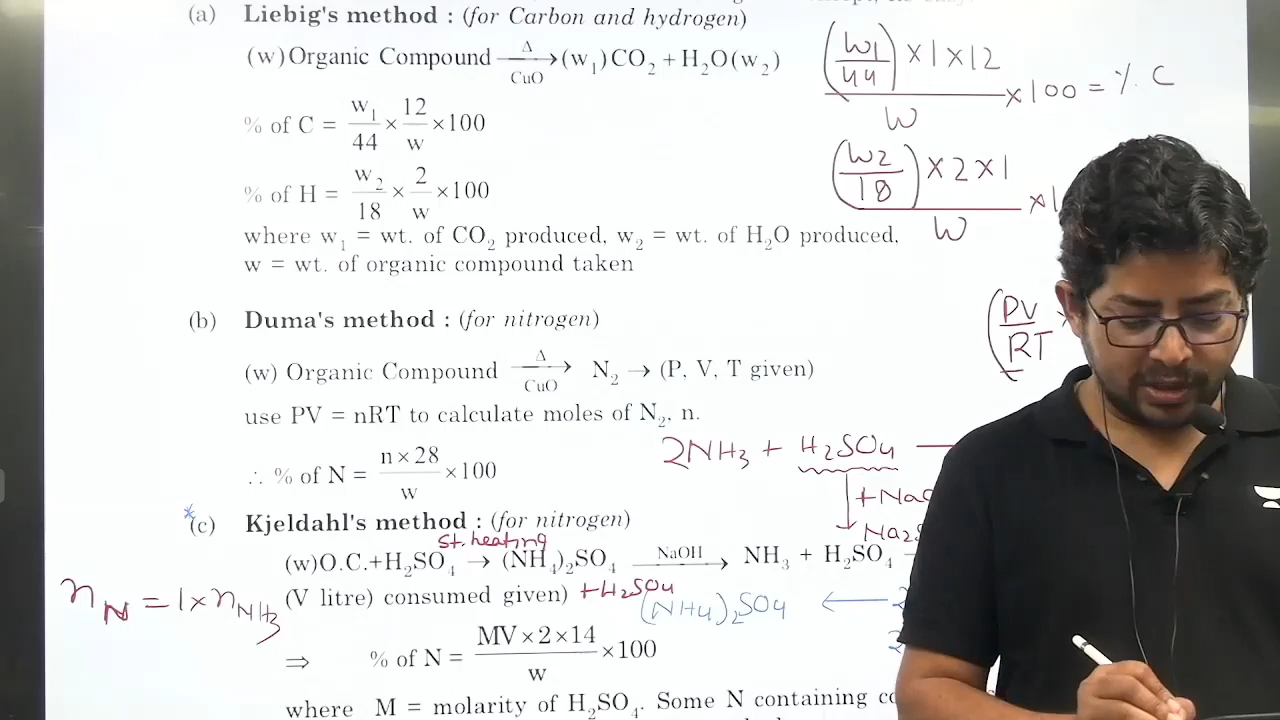 (a) Liebig's method : (for Carbon and hydrogen)
(w)Organic Compound —Δ/CuO→ (w₁)CO₂ + H₂O(w₂)
% of C = w₁/44 × 12/w × 100
(w1/44) × 1 × 12 / w × 100 = % C
% of H = w₂/18 × 2/w × 100
(w2/18) × 2 × 1 / w
where w₁ = wt. of CO₂ produced, w₂ = wt. of H₂O produced,
w = wt. of organic compound taken
(b) Duma's method : (for nitrogen)
(PV/RT)
(w) Organic Compound —Δ/CuO→ N₂ → (P, V, T given)
use PV = nRT to calculate moles of N₂, n.
2NH3 + H2SO4 —
∴ % of N = n×28/w ×100
*(c) Kjeldahl's method : (for nitrogen)
st. heating
(w)O.C.+H₂SO₄ → (NH₄)₂SO₄ —NaOH→ NH₃ + H₂SO₄
nN = 1 × nNH3
(V litre) consumed given) + H2SO4
(NH4)2SO4 ←
⇒ % of N = MV×2×14/w ×100
where M = molarity of H₂SO₄. Some N containing